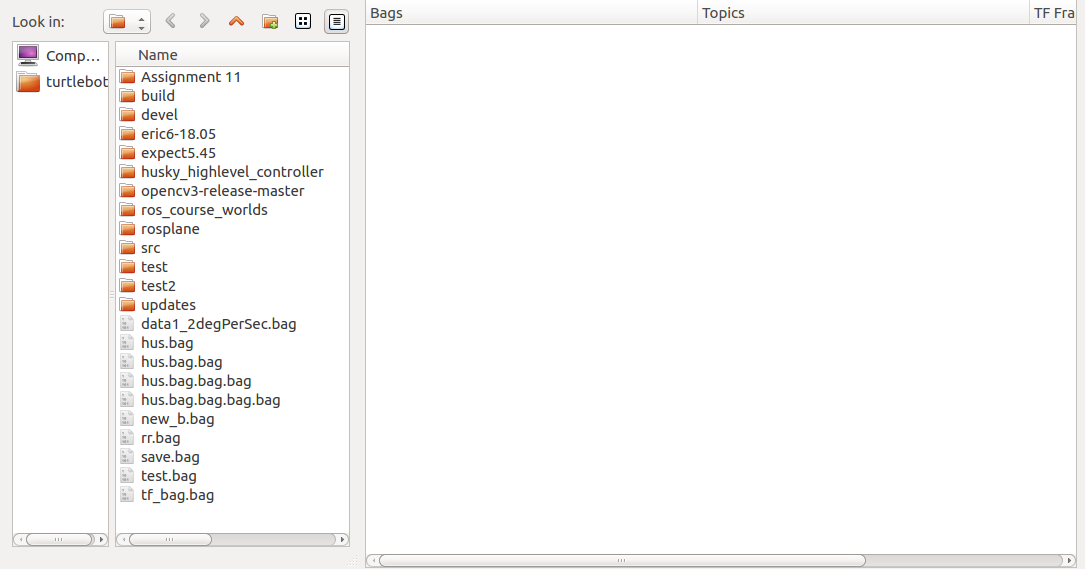 Look in:
Comp...
turtlebot
Name
Assignment 11
build
devel
eric6-18.05
expect5.45
husky_highlevel_controller
opencv3-release-master
ros_course_worlds
rosplane
src
test
test2
updates
data1_2degPerSec.bag
hus.bag
hus.bag.bag
hus.bag.bag.bag
hus.bag.bag.bag.bag
new_b.bag
rr.bag
save.bag
test.bag
tf_bag.bag
Bags Topics TF Fra